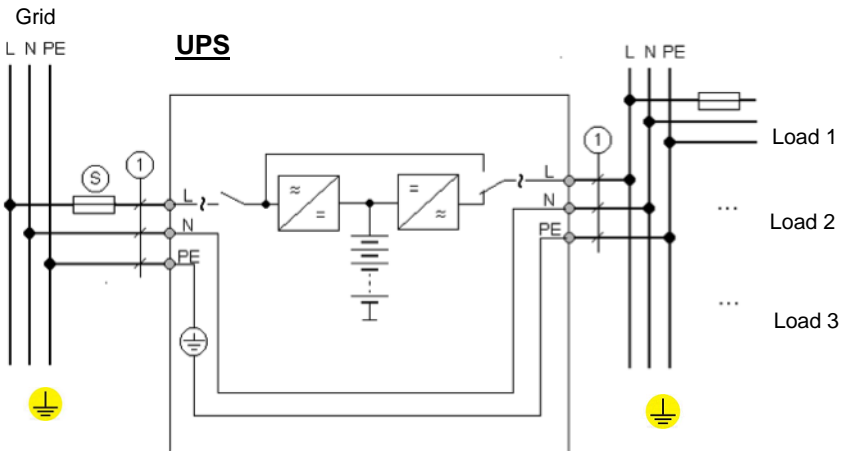 Grid
L N PE
UPS
L N PE
S
1
L
N
PE
≈
=
=
≈
L
N
PE
1
Load 1
...
Load 2
...
Load 3